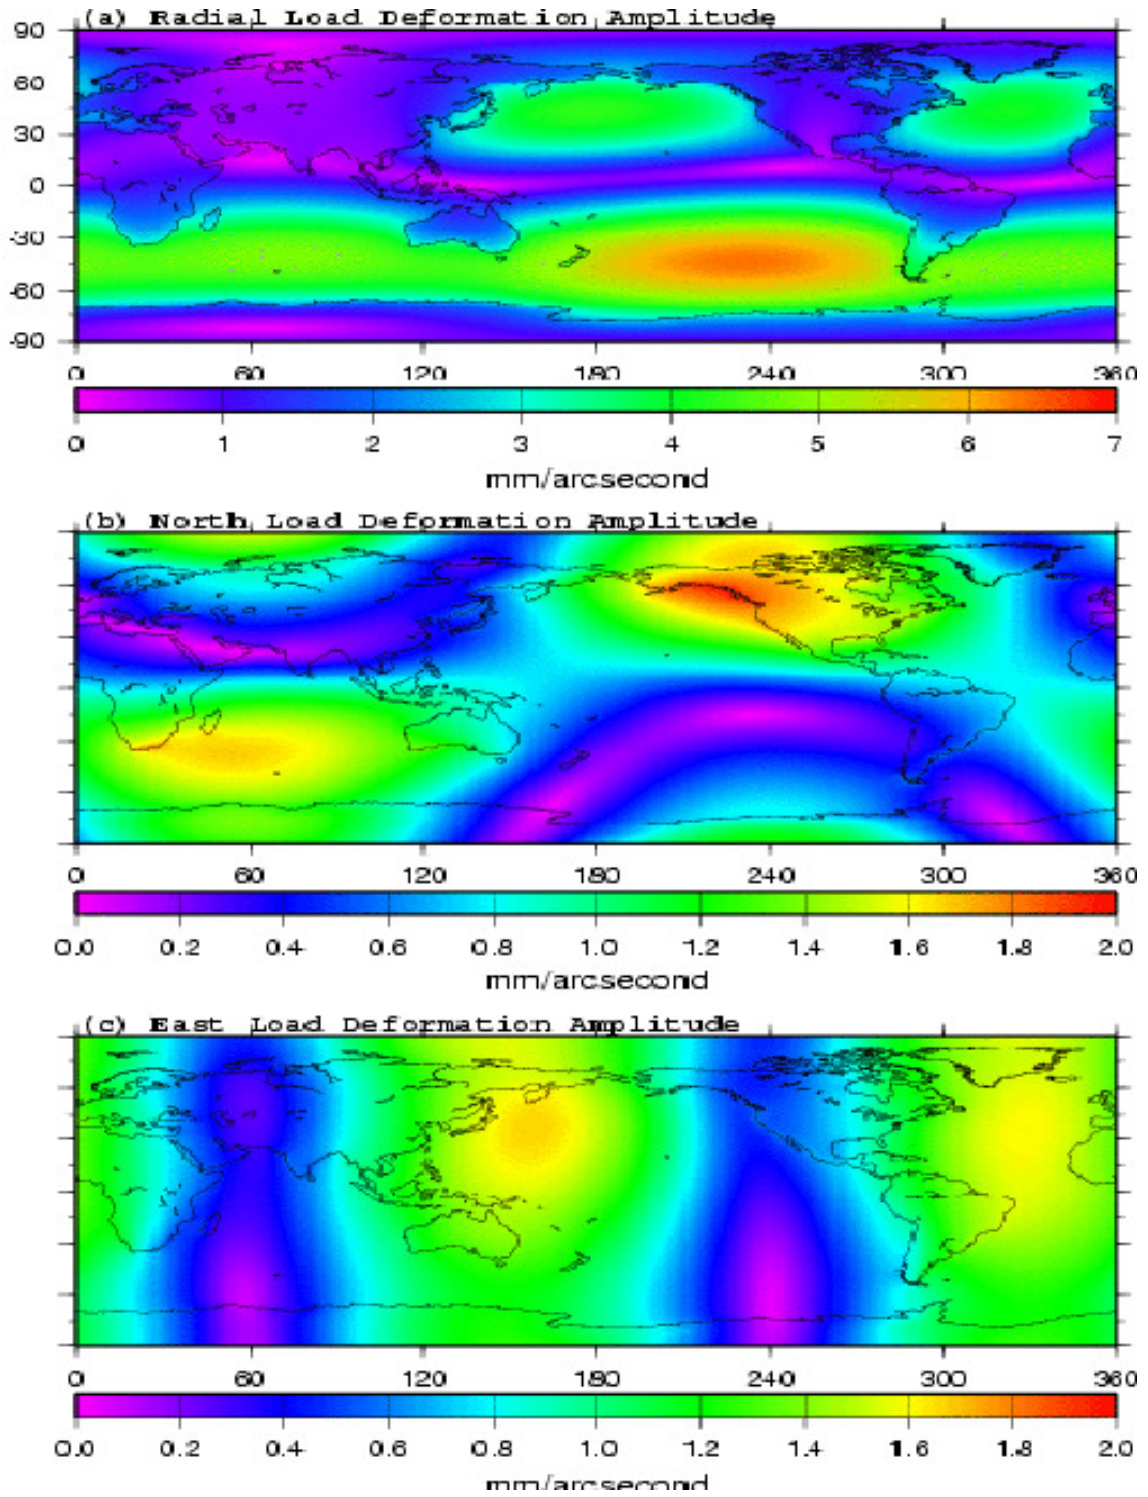 (a) Radial Load Deformation Amplitude
90
60
30
0
-30
-60
-90
0 60 120 180 240 300 360
0 1 2 3 4 5 6 7
mm/arcsecond
(b) North Load Deformation Amplitude
0 60 120 180 240 300 360
0.0 0.2 0.4 0.6 0.8 1.0 1.2 1.4 1.6 1.8 2.0
mm/arcsecond
(c) East Load Deformation Amplitude
0 60 120 180 240 300 360
0.0 0.2 0.4 0.6 0.8 1.0 1.2 1.4 1.6 1.8 2.0
mm/arcsecond